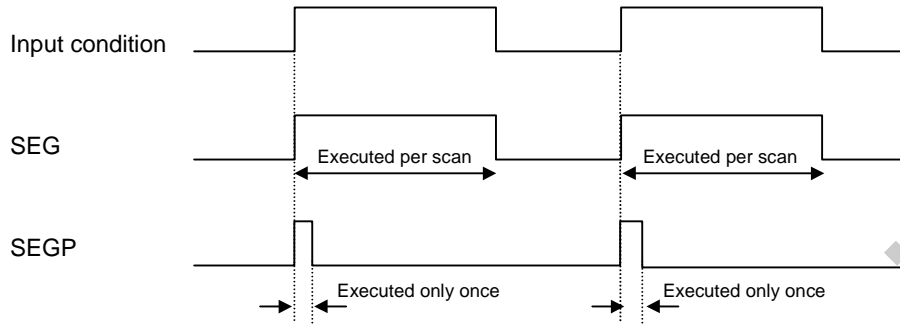 Input condition
SEG
Executed per scan
Executed per scan
SEGP
Executed only once
Executed only once